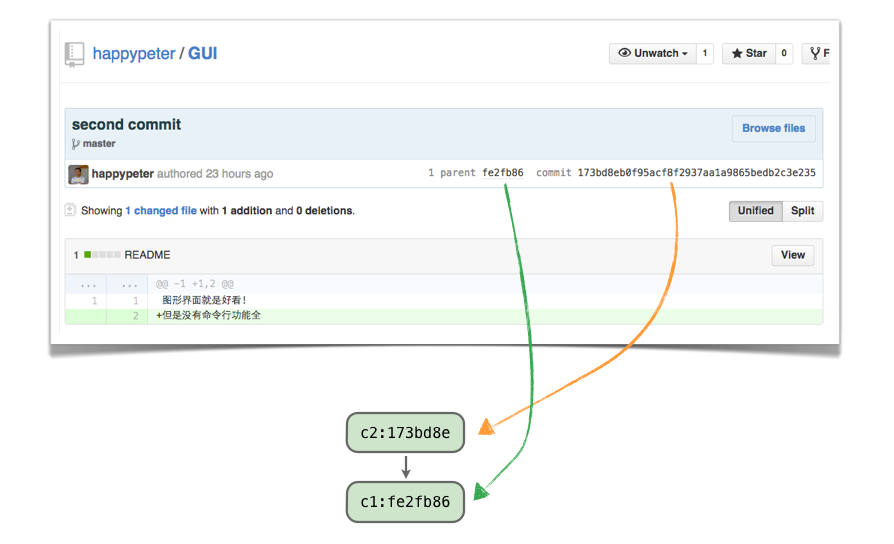 happypeter / GUI
Unwatch 1 Star 0 F
second commit
Browse files
master
happypeter authored 23 hours ago 1 parent fe2fb86 commit 173bd8eb0f95acf8f2937aa1a9865bedb2c3e235
Showing 1 changed file with 1 addition and 0 deletions.
Unified Split
1 README View
... ... @@ -1 +1,2 @@
1 1 图形界面就是好看!
2 +但是没有命令行功能全
c2:173bd8e
c1:fe2fb86